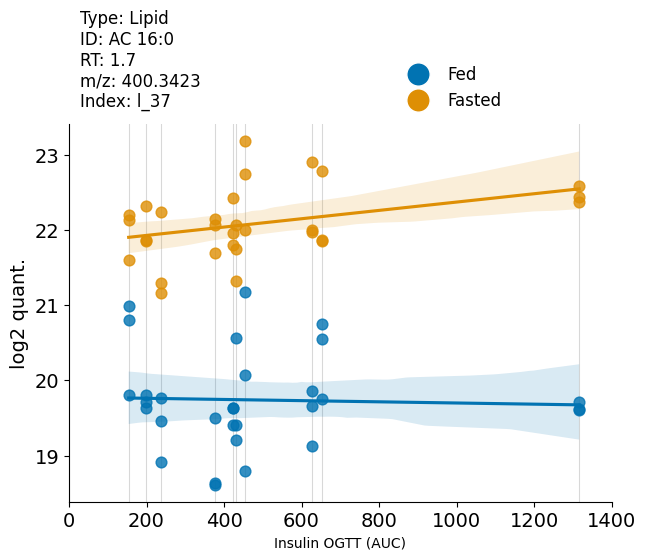 Type: Lipid
ID: AC 16:0
RT: 1.7
m/z: 400.3423
Index: l_37
Fed
Fasted
23
22
21
20
19
log2 quant.
0 200 400 600 800 1000 1200 1400
Insulin OGTT (AUC)